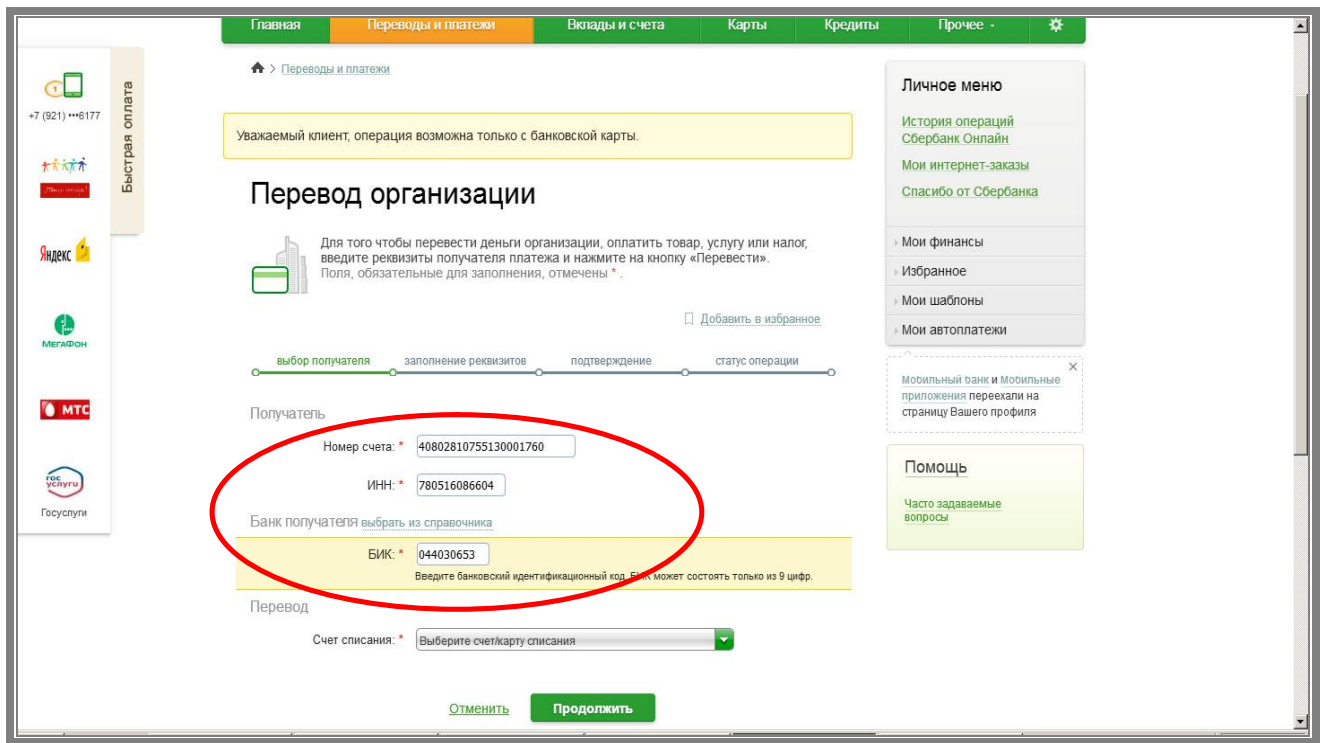 Главная Переводы и платежи Вклады и счета Карты Кредиты Прочее
Переводы и платежи
+7 (921) •••6177
Быстрая оплата
Яндекс
МЕГАФОН
МТС
гос
услуги
Госуслуги
Уважаемый клиент, операция возможна только с банковской карты.
Перевод организации
Для того чтобы перевести деньги организации, оплатить товар, услугу или налог,
введите реквизиты получателя платежа и нажмите на кнопку «Перевести».
Поля, обязательные для заполнения, отмечены * .
Добавить в избранное
выбор получателя заполнение реквизитов подтверждение статус операции
Получатель
Номер счета: * 40802810755130001760
ИНН: * 780516086604
Банк получателя выбрать из справочника
БИК: * 044030653
Введите банковский идентификационный код. БИК может состоять только из 9 цифр.
Перевод
Счет списания: * Выберите счет/карту списания
Отменить Продолжить
Личное меню
История операций
Сбербанк Онлайн
Мои интернет-заказы
Спасибо от Сбербанка
Мои финансы
Избранное
Мои шаблоны
Мои автоплатежи
Мобильный банк и Мобильные
приложения переехали на
страницу Вашего профиля
Помощь
Часто задаваемые
вопросы